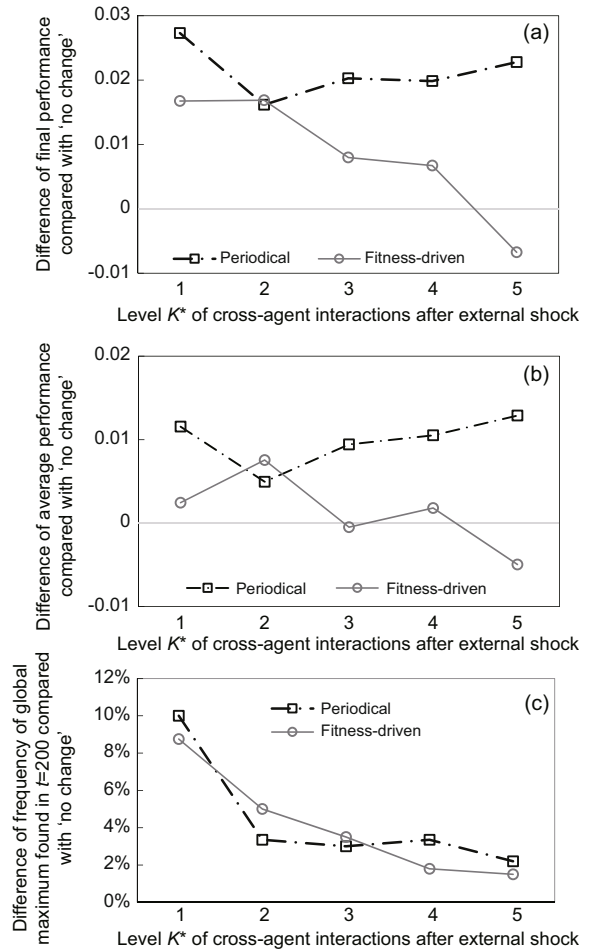 Difference of final performance
compared with 'no change'
0.03
0.02
0.01
0
-0.01
(a)
Periodical
Fitness-driven
1 2 3 4 5
Level K* of cross-agent interactions after external shock
Difference of average performance
compared with 'no change'
0.02
0.01
0
-0.01
(b)
Periodical
Fitness-driven
1 2 3 4 5
Level K* of cross-agent interactions after external shock
Difference of frequency of global
maximum found in t=200 compared
with 'no change'
12%
10%
8%
6%
4%
2%
0%
(c)
Periodical
Fitness-driven
1 2 3 4 5
Level K* of cross-agent interactions after external shock